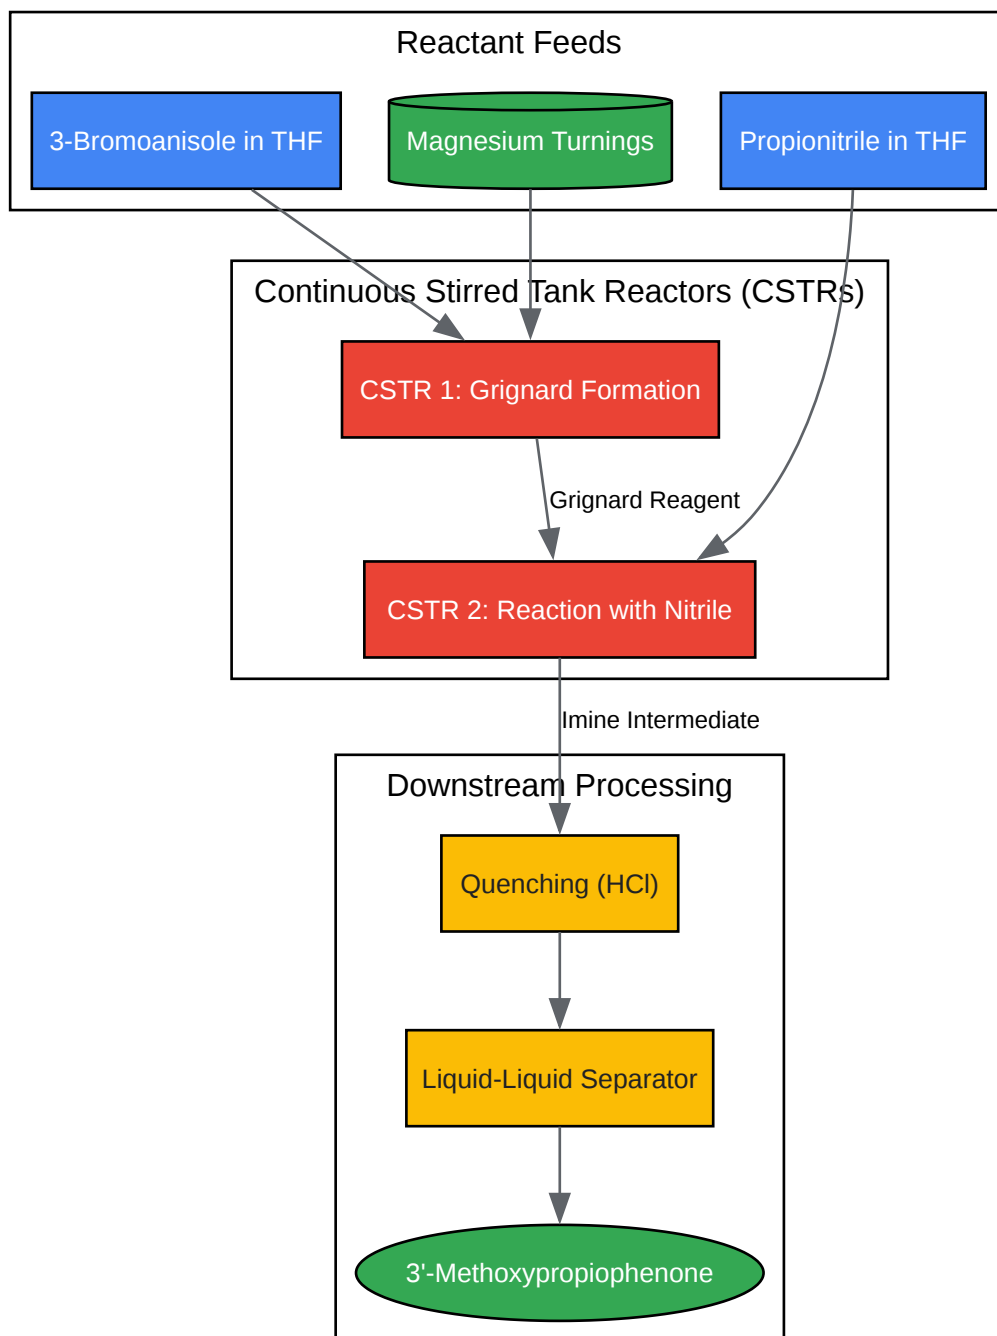 Reactant Feeds
3-Bromoanisole in THF
Magnesium Turnings
Propionitrile in THF
Continuous Stirred Tank Reactors (CSTRs)
CSTR 1: Grignard Formation
Grignard Reagent
CSTR 2: Reaction with Nitrile
Imine Intermediate
Downstream Processing
Quenching (HCl)
Liquid-Liquid Separator
3'-Methoxypropiophenone